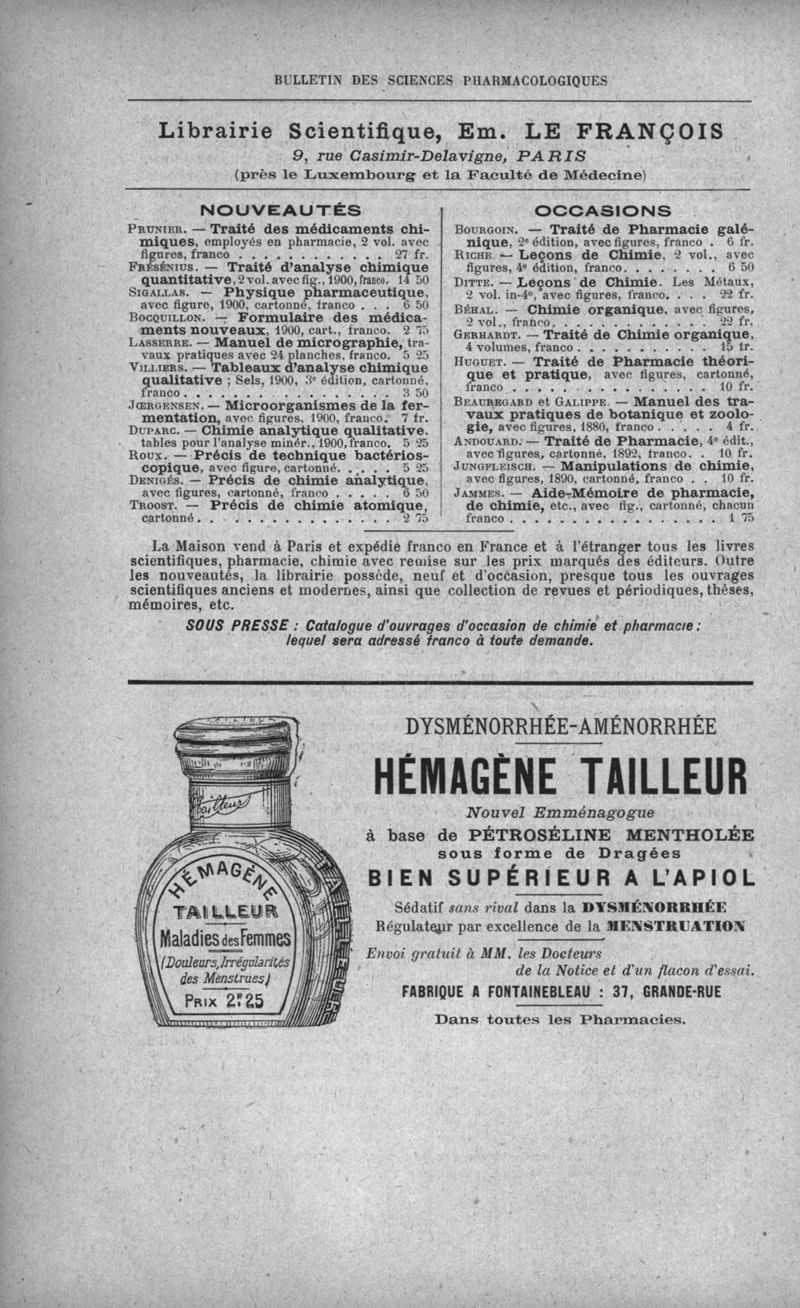 BULLETIN DES SCIENCES PHARMACOLOGIQUES
Librairie Scientifique, Em. LE FRANÇOIS
9, rue Casimir-Delavigne, PARIS
(près le Luxembourg et la Faculté de Médecine)
NOUVEAUTÉS
PRUNIER. — Traité des médicaments chi-
miques, employés en pharmacie, 2 vol. avec
figures, franco . . . . . . . . . . . . 27 fr.
FRÉSÉNIUS. — Traité d'analyse chimique
quantitative, 2 vol. avec fig., 1900, franco. 14 50
SIGALLAS. — Physique pharmaceutique,
avec figure, 1900, cartonné, franco . . . 6 50
BOCQUILLON. — Formulaire des médica-
ments nouveaux, 1900, cart., franco. 2 75
LASSERRE. — Manuel de micrographie, tra-
vaux pratiques avec 24 planches, franco. 5 25
VILLIERS. — Tableaux d'analyse chimique
qualitative ; Sels, 1900, 3e édition, cartonné,
franco . . . . . . . . . . . . . . . . . 3 50
JŒRGENSEN. — Microorganismes de la fer-
mentation, avec figures, 1900, franco. 7 fr.
DUPARC. — Chimie analytique qualitative.
tables pour l'analyse minér., 1900, franco. 5 25
ROUX. — Précis de technique bactérios-
copique, avec figure, cartonné. . . . . 5 25
DENIGÉS. — Précis de chimie analytique,
avec figures, cartonné, franco . . . . . 6 50
TROOST. — Précis de chimie atomique,
cartonné . . . . . . . . . . . . . . . . 2 75
OCCASIONS
BOURGOIN. — Traité de Pharmacie galé-
nique, 2e édition, avec figures, franco . 6 fr.
RICHE — Leçons de Chimie, 2 vol., avec
figures, 4e édition, franco. . . . . . . . 6 50
DITTE. — Leçons de Chimie. Les Métaux,
2 vol. in-4o, avec figures, franco. . . . 22 fr.
BÉHAL. — Chimie organique, avec figures,
2 vol., franco. . . . . . . . . . . . . 22 fr.
GERHARDT. — Traité de Chimie organique,
4 volumes, franco . . . . . . . . . . . 15 fr.
HUGUET. — Traité de Pharmacie théori-
que et pratique, avec figures, cartonné,
franco . . . . . . . . . . . . . . . . 10 fr.
BEAUREGARD et GALIPPE. — Manuel des tra-
vaux pratiques de botanique et zoolo-
gie, avec figures, 1880, franco . . . . . 4 fr.
ANDOUARD. — Traité de Pharmacie, 4e édit.,
avec figures, cartonné, 1892, franco. . 10 fr.
JUNGFLEISCH. — Manipulations de chimie,
avec figures, 1890, cartonné, franco . . 10 fr.
JAMMES. — Aide-Mémoire de pharmacie,
de chimie, etc., avec fig., cartonné, chacun
franco . . . . . . . . . . . . . . . . . 1 75
La Maison vend à Paris et expédie franco en France et à l'étranger tous les livres
scientifiques, pharmacie, chimie avec remise sur les prix marqués des éditeurs. Outre
les nouveautés, la librairie possède, neuf et d'occasion, presque tous les ouvrages
scientifiques anciens et modernes, ainsi que collection de revues et périodiques, thèses,
mémoires, etc.
SOUS PRESSE : Catalogue d'ouvrages d'occasion de chimie et pharmacie :
lequel sera adressé franco à toute demande.
DYSMÉNORRHÉE-AMÉNORRHÉE
HÉMAGÈNE TAILLEUR
Nouvel Emménagogue
à base de PÉTROSÉLINE MENTHOLÉE
sous forme de Dragées
BIEN SUPÉRIEUR A L'APIOL
Sédatif sans rival dans la DYSMÉNORRHÉE
Régulateur par excellence de la MENSTRUATION
Envoi gratuit à MM. les Docteurs
de la Notice et d'un flacon d'essai.
FABRIQUE A FONTAINEBLEAU : 37, GRANDE-RUE
Dans toutes les Pharmacies.
Tailleur
HÉMAGÈNE
TAILLEUR
Maladies des Femmes
(Douleurs, Irrégularités
des Menstrues)
PRIX 2fr 25
TAILLEUR